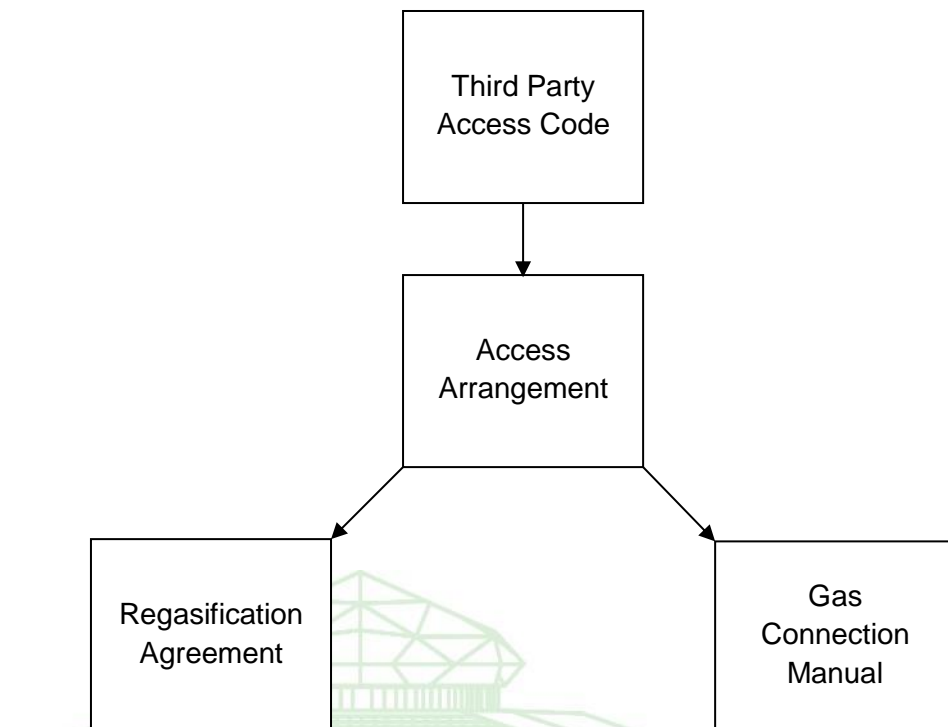 Third Party
Access Code
Access
Arrangement
Regasification
Agreement
Gas
Connection
Manual